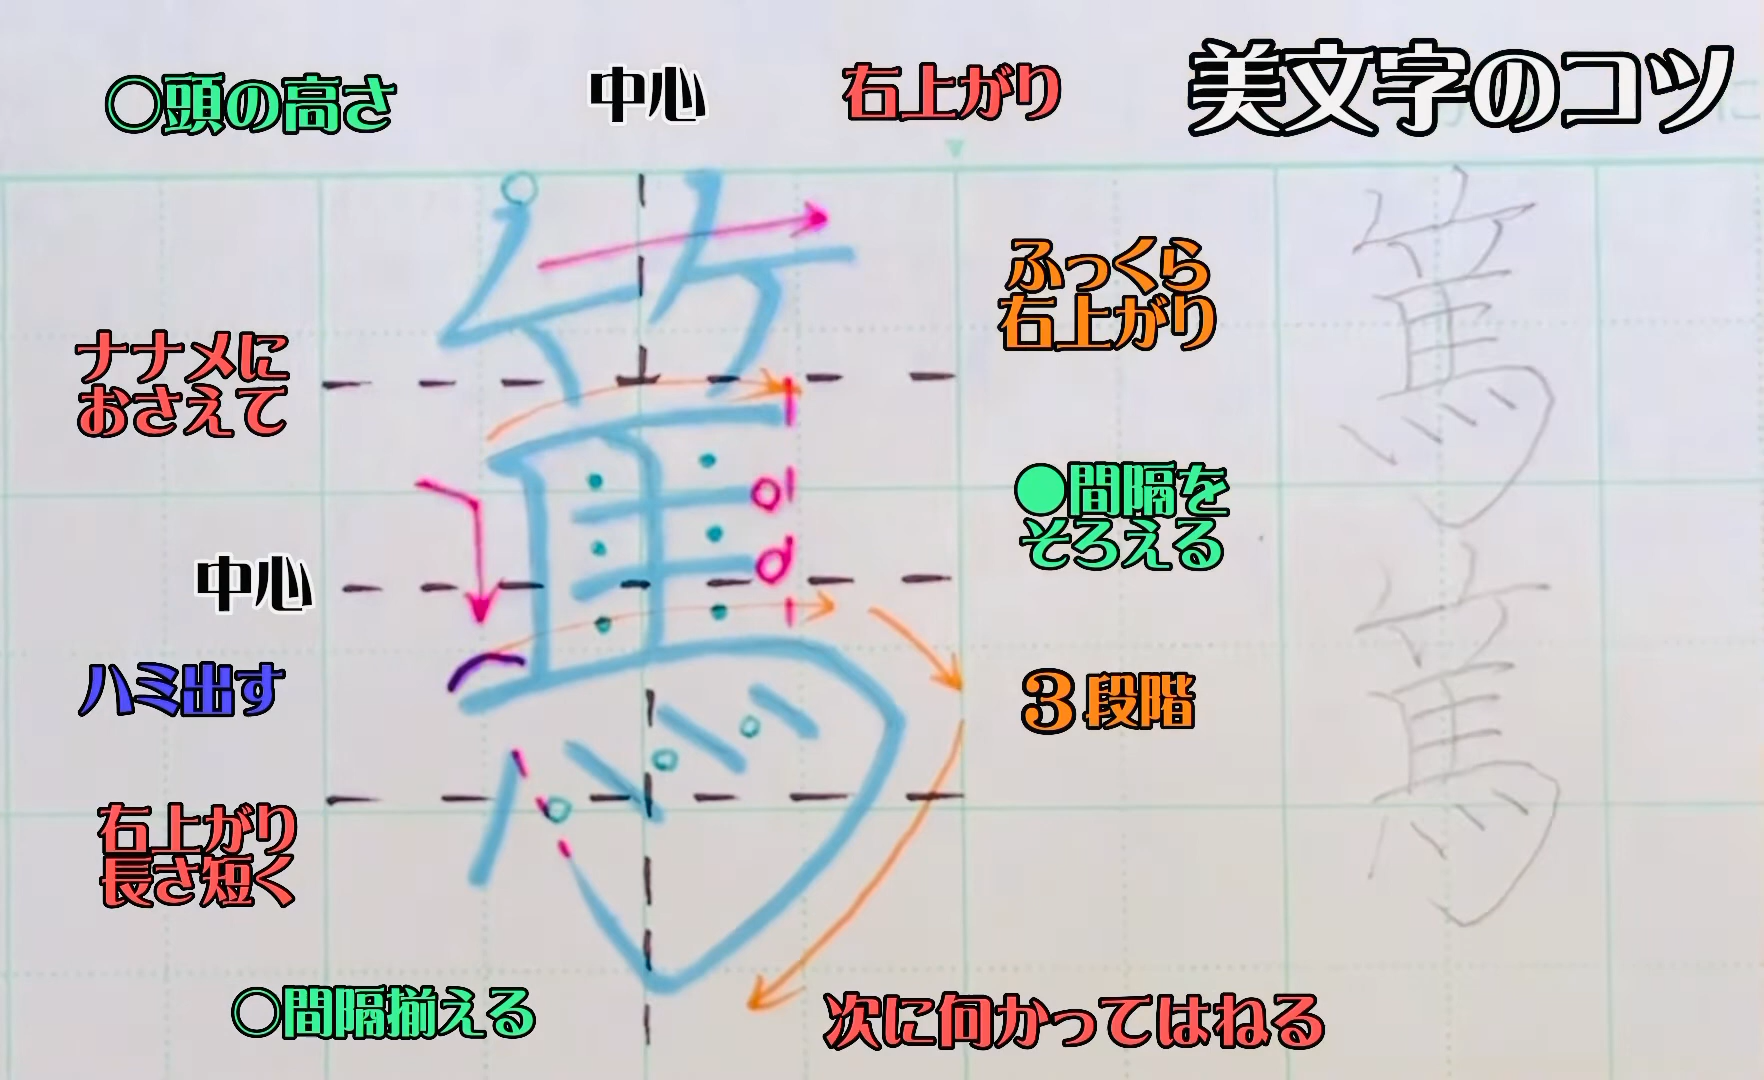 美文字のコツ
○頭の高さ
中心
右上がり
ふっくら
右上がり
ナナメに
おさえて
●間隔を
そろえる
中心
ハミ出す
3段階
右上がり
長さ短く
○間隔揃える
次に向かってはねる
篤
篤
篤